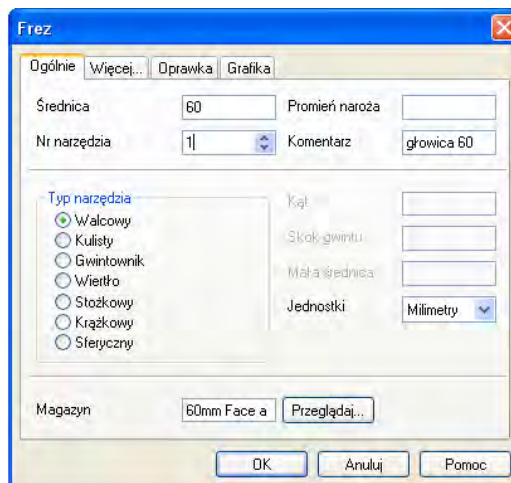 Frez
Ogólnie Więcej... Oprawka Grafika
Średnica 60 Promień naroża
Nr narzędzia 1 Komentarz głowica 60
Typ narzędzia
Walcowy
Kulisty
Gwintownik
Wiertło
Stożkowy
Krążkowy
Sferyczny
Kąt
Skok gwintu
Mała średnica
Jednostki Milimetry
Magazyn 60mm Face a Przeglądaj...
OK Anuluj Pomoc